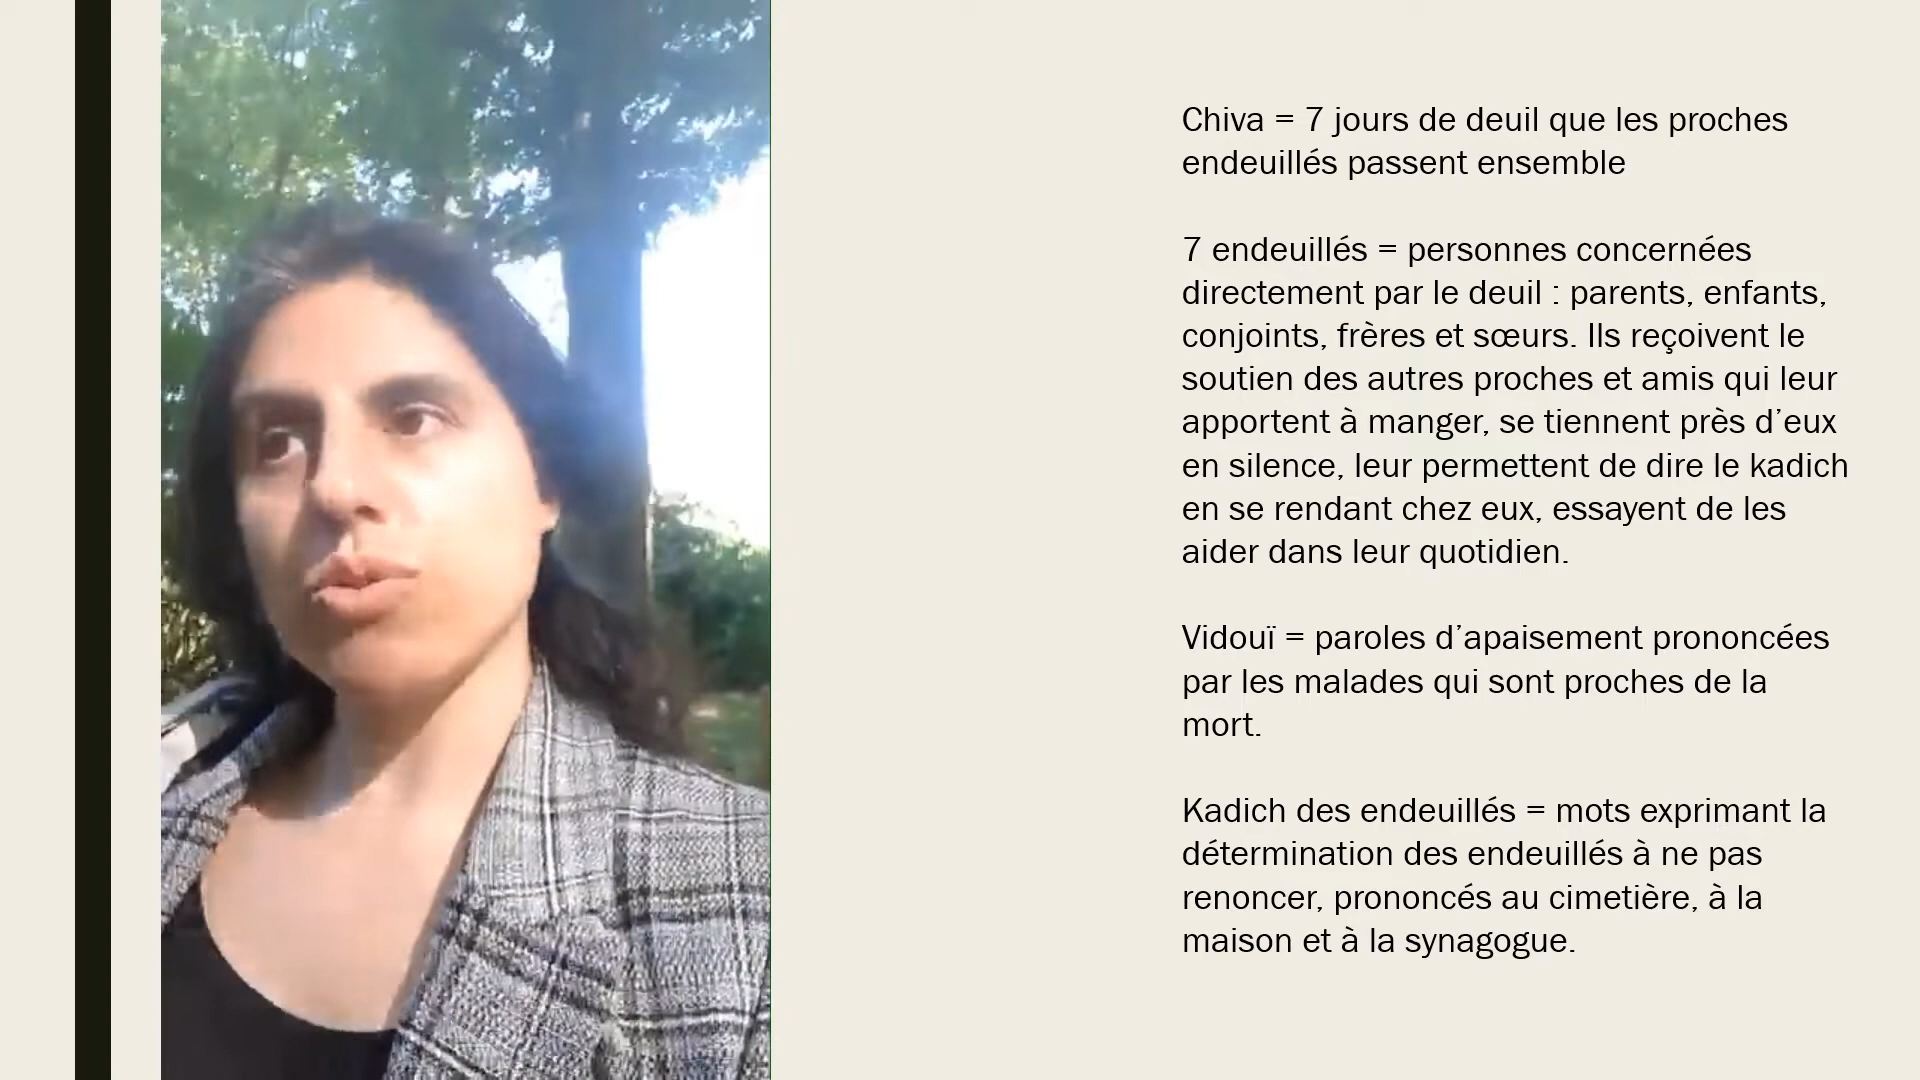 Chiva = 7 jours de deuil que les proches
endeuillés passent ensemble
7 endeuillés = personnes concernées
directement par le deuil : parents, enfants,
conjoints, frères et sœurs. Ils reçoivent le
soutien des autres proches et amis qui leur
apportent à manger, se tiennent près d’eux
en silence, leur permettent de dire le kadich
en se rendant chez eux, essayent de les
aider dans leur quotidien.
Vidouï = paroles d’apaisement prononcées
par les malades qui sont proches de la
mort.
Kadich des endeuillés = mots exprimant la
détermination des endeuillés à ne pas
renoncer, prononcés au cimetière, à la
maison et à la synagogue.